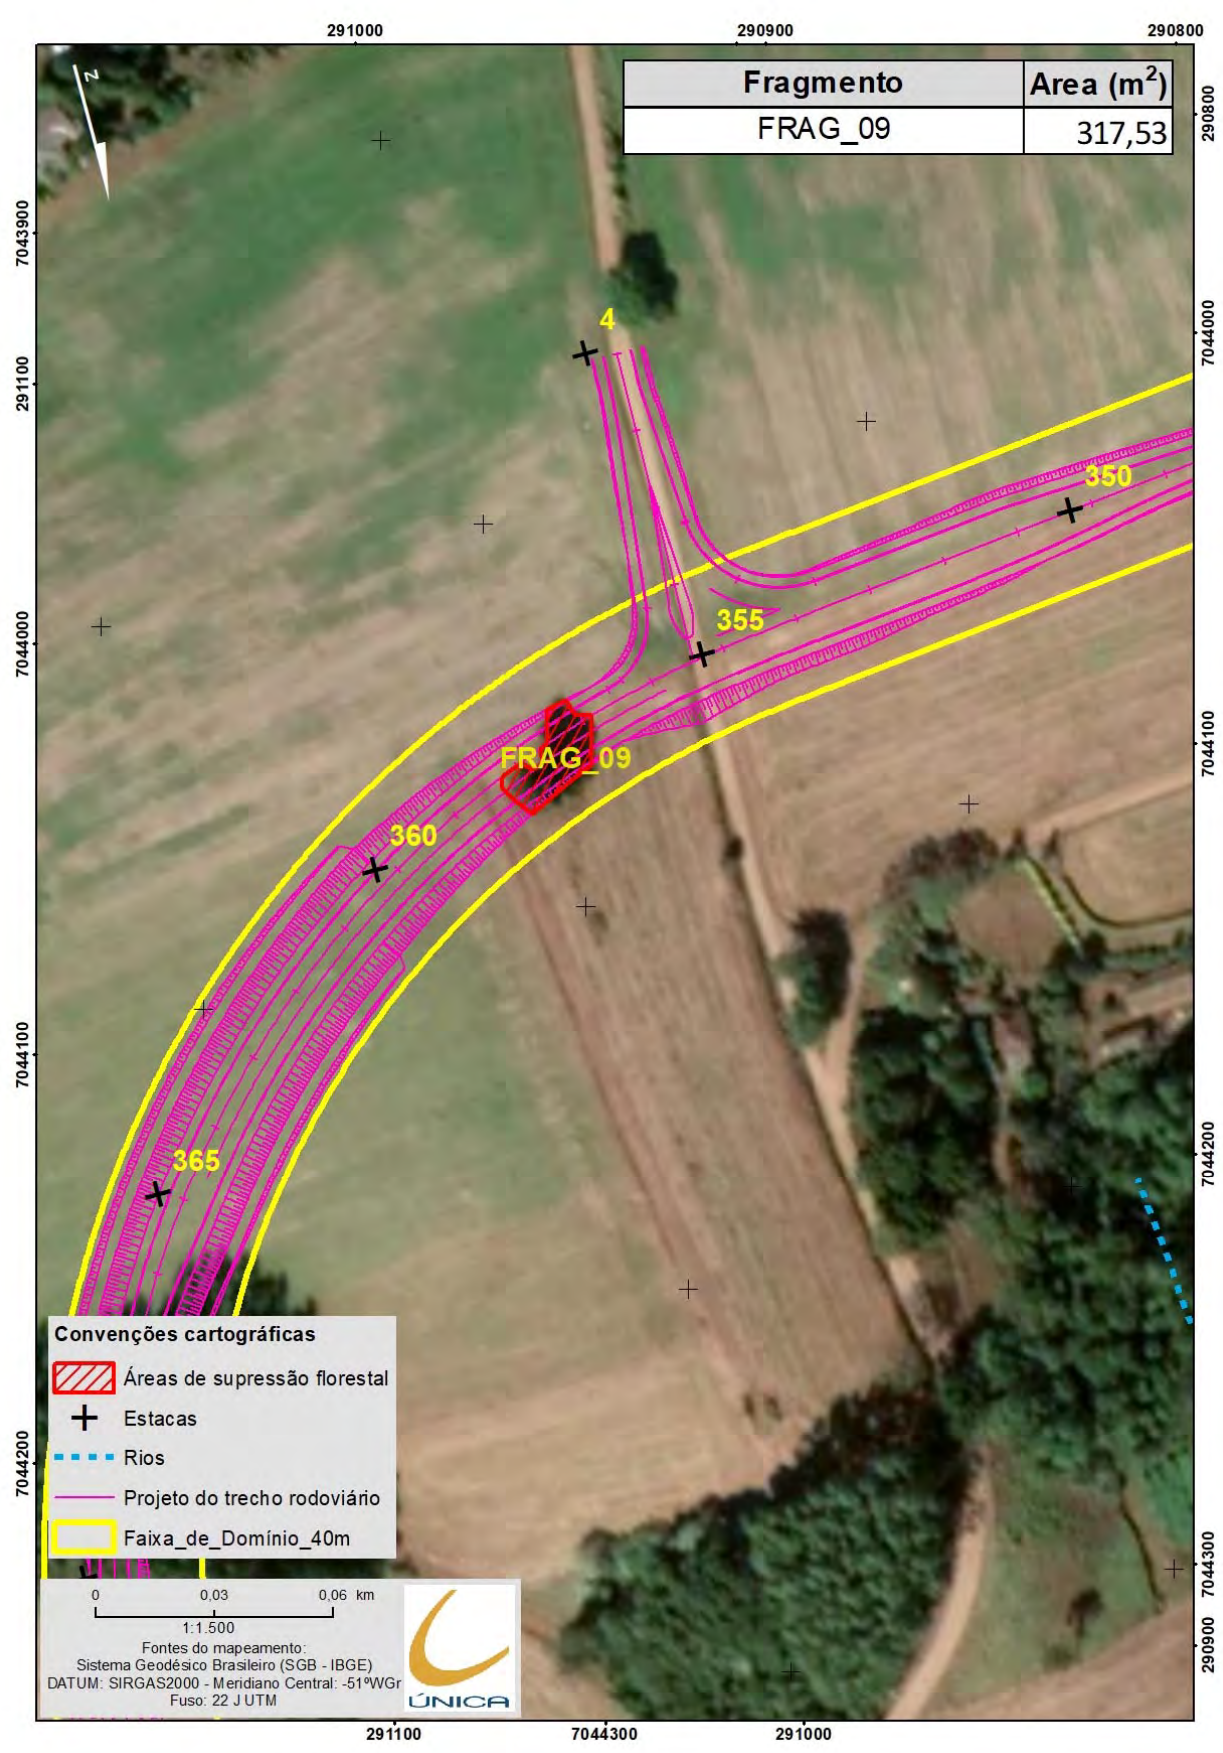 291000 290900 290800
N
Fragmento Area (m²)
FRAG_09 317,53
290800
7043900
4
7044000
291100
350
355
7044000
FRAG_09
7044100
360
7044100
365
7044200
Convenções cartográficas
Áreas de supressão florestal
Estacas
Rios
Projeto do trecho rodoviário
Faixa_de_Domínio_40m
7044200
7044300
0 0,03 0,06 km
1:1.500
Fontes do mapeamento:
Sistema Geodésico Brasileiro (SGB - IBGE)
DATUM: SIRGAS2000 - Meridiano Central: -51ºWGr
Fuso: 22 J UTM
ÚNICA
290900
291100 7044300 291000